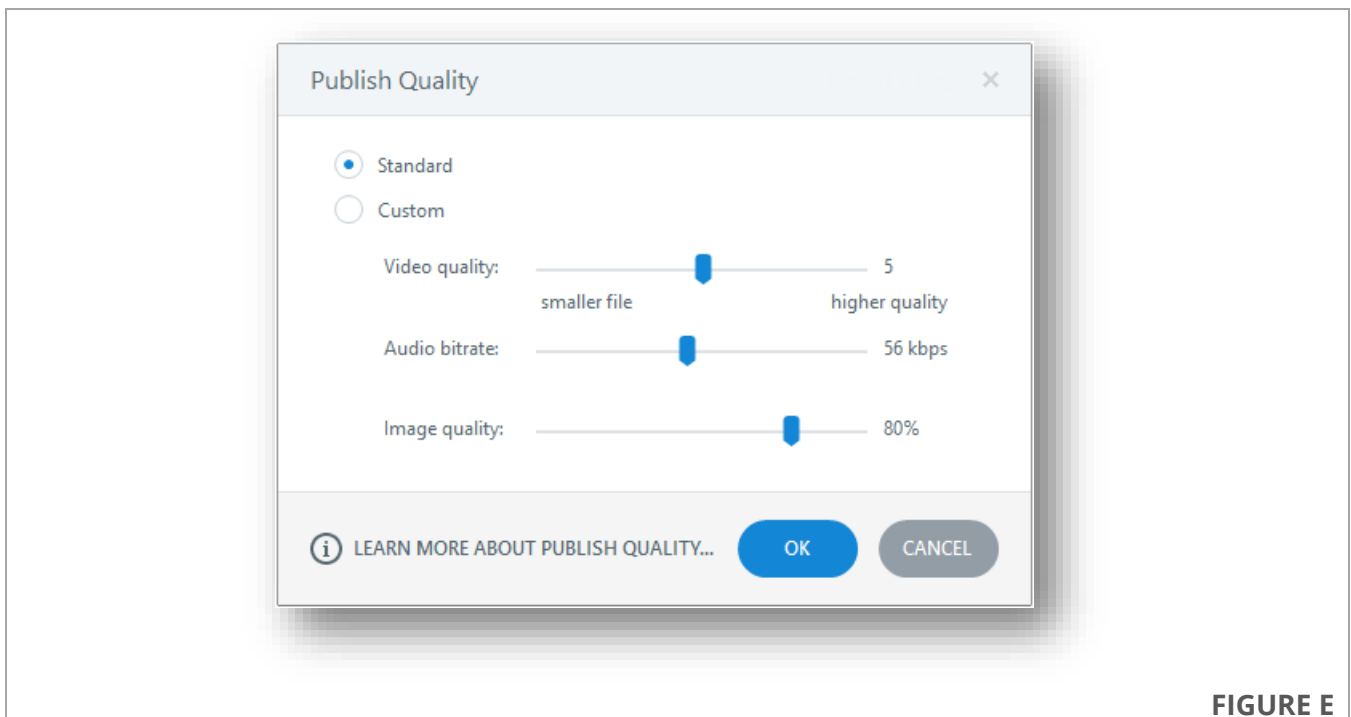 Publish Quality
Standard
Custom
Video quality: 5
smaller file higher quality
Audio bitrate: 56 kbps
Image quality: 80%
LEARN MORE ABOUT PUBLISH QUALITY... OK CANCEL
FIGURE E